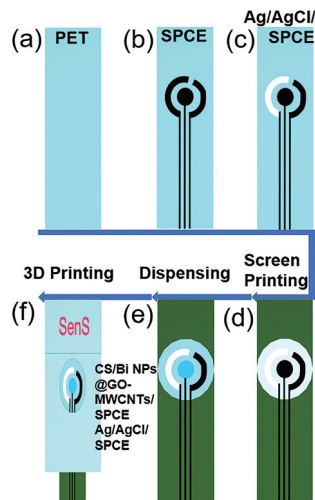 Ag/AgCl/
(a) PET (b) SPCE (c) SPCE
3D Printing Dispensing Screen
Printing
(f) (e) (d)
SenS
CS/Bi NPs
@GO-
MWCNTs/
SPCE
Ag/AgCl/
SPCE